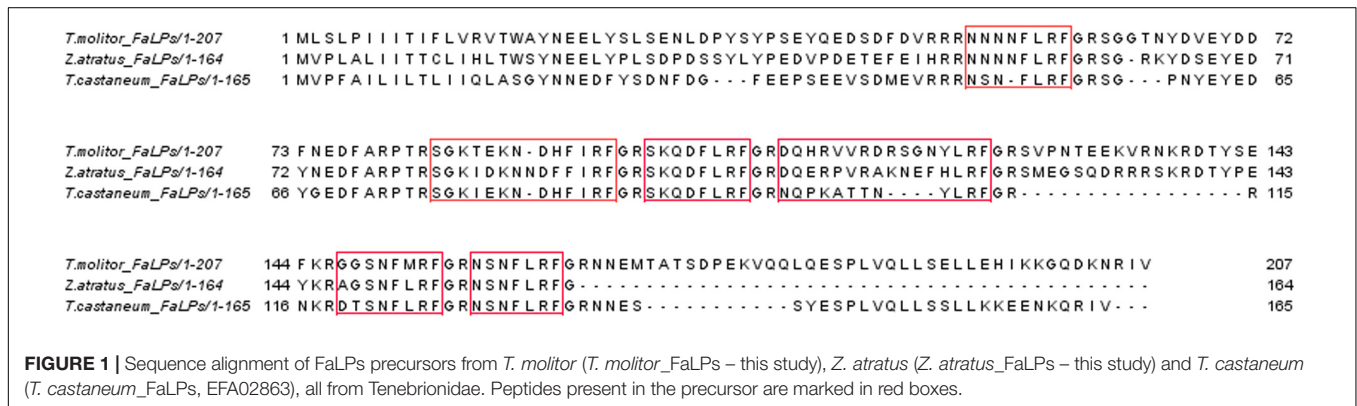 T.molitor_FaLPs/1-207 1 MLSLPIIITIFLVRVTWAYNEELYSLSENLDPYSYPSEYQEDSDFDVRRRNNNNFLRFGRSGGTNYDVEYDD 72
Z.atratus_FaLPs/1-164 1 MVPLALIITTCLIHLTWSYNEELYPLSDPDSSYLYPEDVPDETEFEIHRRNNNNFLRFGRSG-RKYDSEYED 71
T.castaneum_FaLPs/1-165 1 MVPFAILILTLIIQLASGYNNEDFYSDNFDG---FEEPSEEVSDMEVRRRNSN-FLRFGRSG---PNYEYED 65
T.molitor_FaLPs/1-207 73 FNEDFARPTRSGKTEKN-DHFIRFGRSKQDFLRFGRDQHRVVRDRSGNYLRFGRSVPNTEEKVRNKRDTYSE 143
Z.atratus_FaLPs/1-164 72 YNEDFARPTRSGKIDKNNDFFIRFGRSKQDFLRFGRDQERPVRAKNEFHLRFGRSMEGSQDRRRSKRDTYPE 143
T.castaneum_FaLPs/1-165 66 YGEDFARPTRSGKIEKN-DHFIRFGRSKQDFLRFGRNQPKATTN----YLRFGR-----------------R 115
T.molitor_FaLPs/1-207 144 FKRGGSNFMRFGRNSNFLRFGRNNEMTATSDPEKVQQLQESPLVQLLSELLEHIKKGQDKNRIV 207
Z.atratus_FaLPs/1-164 144 YKRAGSNFLRFGRNSNFLRFG------------------------------------------- 164
T.castaneum_FaLPs/1-165 116 NKRDTSNFLRFGRNSNFLRFGRNNES-----------SYESPLVQLLSSLLKKEENKQRIV--- 165
FIGURE 1 | Sequence alignment of FaLPs precursors from T. molitor (T. molitor_FaLPs – this study), Z. atratus (Z. atratus_FaLPs – this study) and T. castaneum
(T. castaneum_FaLPs, EFA02863), all from Tenebrionidae. Peptides present in the precursor are marked in red boxes.